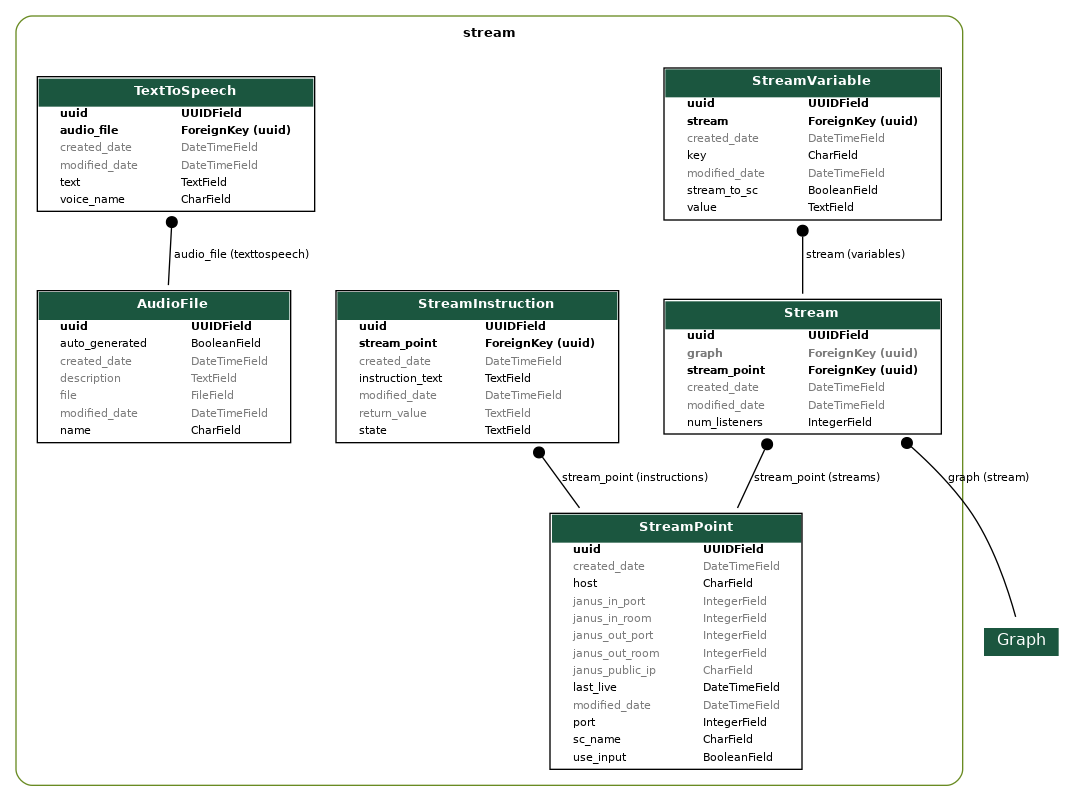 stream
TextToSpeech
uuid UUIDField
audio_file ForeignKey (uuid)
created_date DateTimeField
modified_date DateTimeField
text TextField
voice_name CharField
StreamVariable
uuid UUIDField
stream ForeignKey (uuid)
created_date DateTimeField
key CharField
modified_date DateTimeField
stream_to_sc BooleanField
value TextField
audio_file (texttospeech)
stream (variables)
AudioFile
uuid UUIDField
auto_generated BooleanField
created_date DateTimeField
description TextField
file FileField
modified_date DateTimeField
name CharField
StreamInstruction
uuid UUIDField
stream_point ForeignKey (uuid)
created_date DateTimeField
instruction_text TextField
modified_date DateTimeField
return_value TextField
state TextField
Stream
uuid UUIDField
graph ForeignKey (uuid)
stream_point ForeignKey (uuid)
created_date DateTimeField
modified_date DateTimeField
num_listeners IntegerField
stream_point (instructions)
stream_point (streams)
graph (stream)
StreamPoint
uuid UUIDField
created_date DateTimeField
host CharField
janus_in_port IntegerField
janus_in_room IntegerField
janus_out_port IntegerField
janus_out_room IntegerField
janus_public_ip CharField
last_live DateTimeField
modified_date DateTimeField
port IntegerField
sc_name CharField
use_input BooleanField
Graph